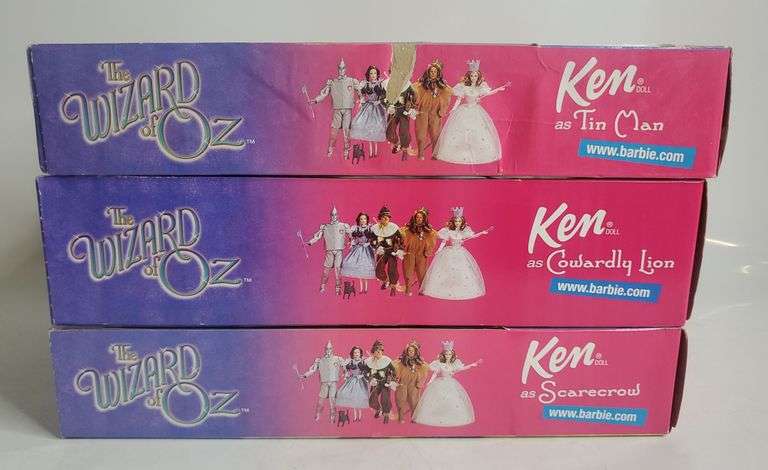 The
WIZARD
of OZ™
Ken®
DOLL
as Tin Man
www.barbie.com
The
WIZARD
of OZ™
Ken®
DOLL
as Cowardly Lion
www.barbie.com
The
WIZARD
of OZ™
Ken®
DOLL
as Scarecrow
www.barbie.com